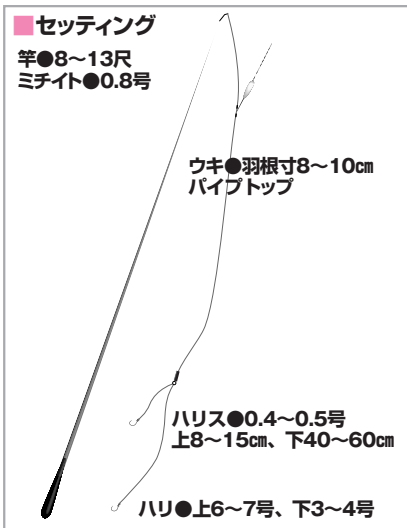 ■セッティング
竿●8〜13尺
ミチイト●0.8号
ウキ●羽根寸8〜10㎝
パイプトップ
ハリス●0.4〜0.5号
上8〜15㎝、下40〜60㎝
ハリ●上6〜7号、下3〜4号